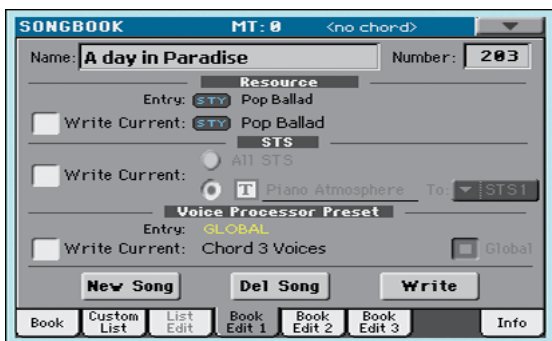 SONGBOOK MT:0 <no chord>
Name: A day in Paradise Number: 203
Resource
Entry: STY Pop Ballad
Write Current: STY Pop Ballad
STS
All STS
Write Current:
T Piano Atmosphere To: STS1
Voice Processor Preset
Entry: GLOBAL
Write Current: Chord 3 Voices Global
New Song Del Song Write
Book Custom List List Edit Book Edit 1 Book Edit 2 Book Edit 3 Info